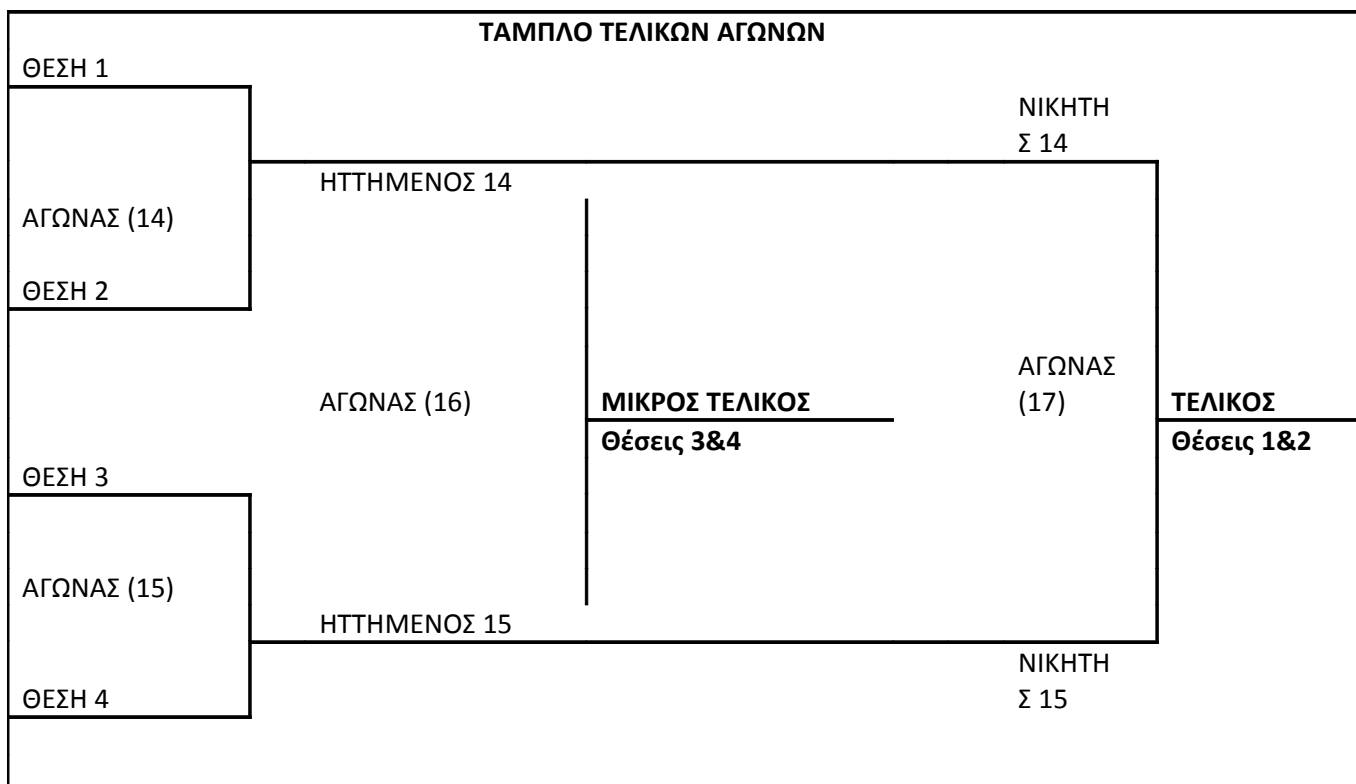 ΤΑΜΠΛΟ ΤΕΛΙΚΩΝ ΑΓΩΝΩΝ
ΘΕΣΗ 1
ΝΙΚΗΤΗ
Σ 14
ΗΤΤΗΜΕΝΟΣ 14
ΑΓΩΝΑΣ (14)
ΘΕΣΗ 2
ΑΓΩΝΑΣ (16)
ΜΙΚΡΟΣ ΤΕΛΙΚΟΣ
Θέσεις 3&4
ΑΓΩΝΑΣ
(17)
ΤΕΛΙΚΟΣ
Θέσεις 1&2
ΘΕΣΗ 3
ΑΓΩΝΑΣ (15)
ΗΤΤΗΜΕΝΟΣ 15
ΝΙΚΗΤΗ
Σ 15
ΘΕΣΗ 4